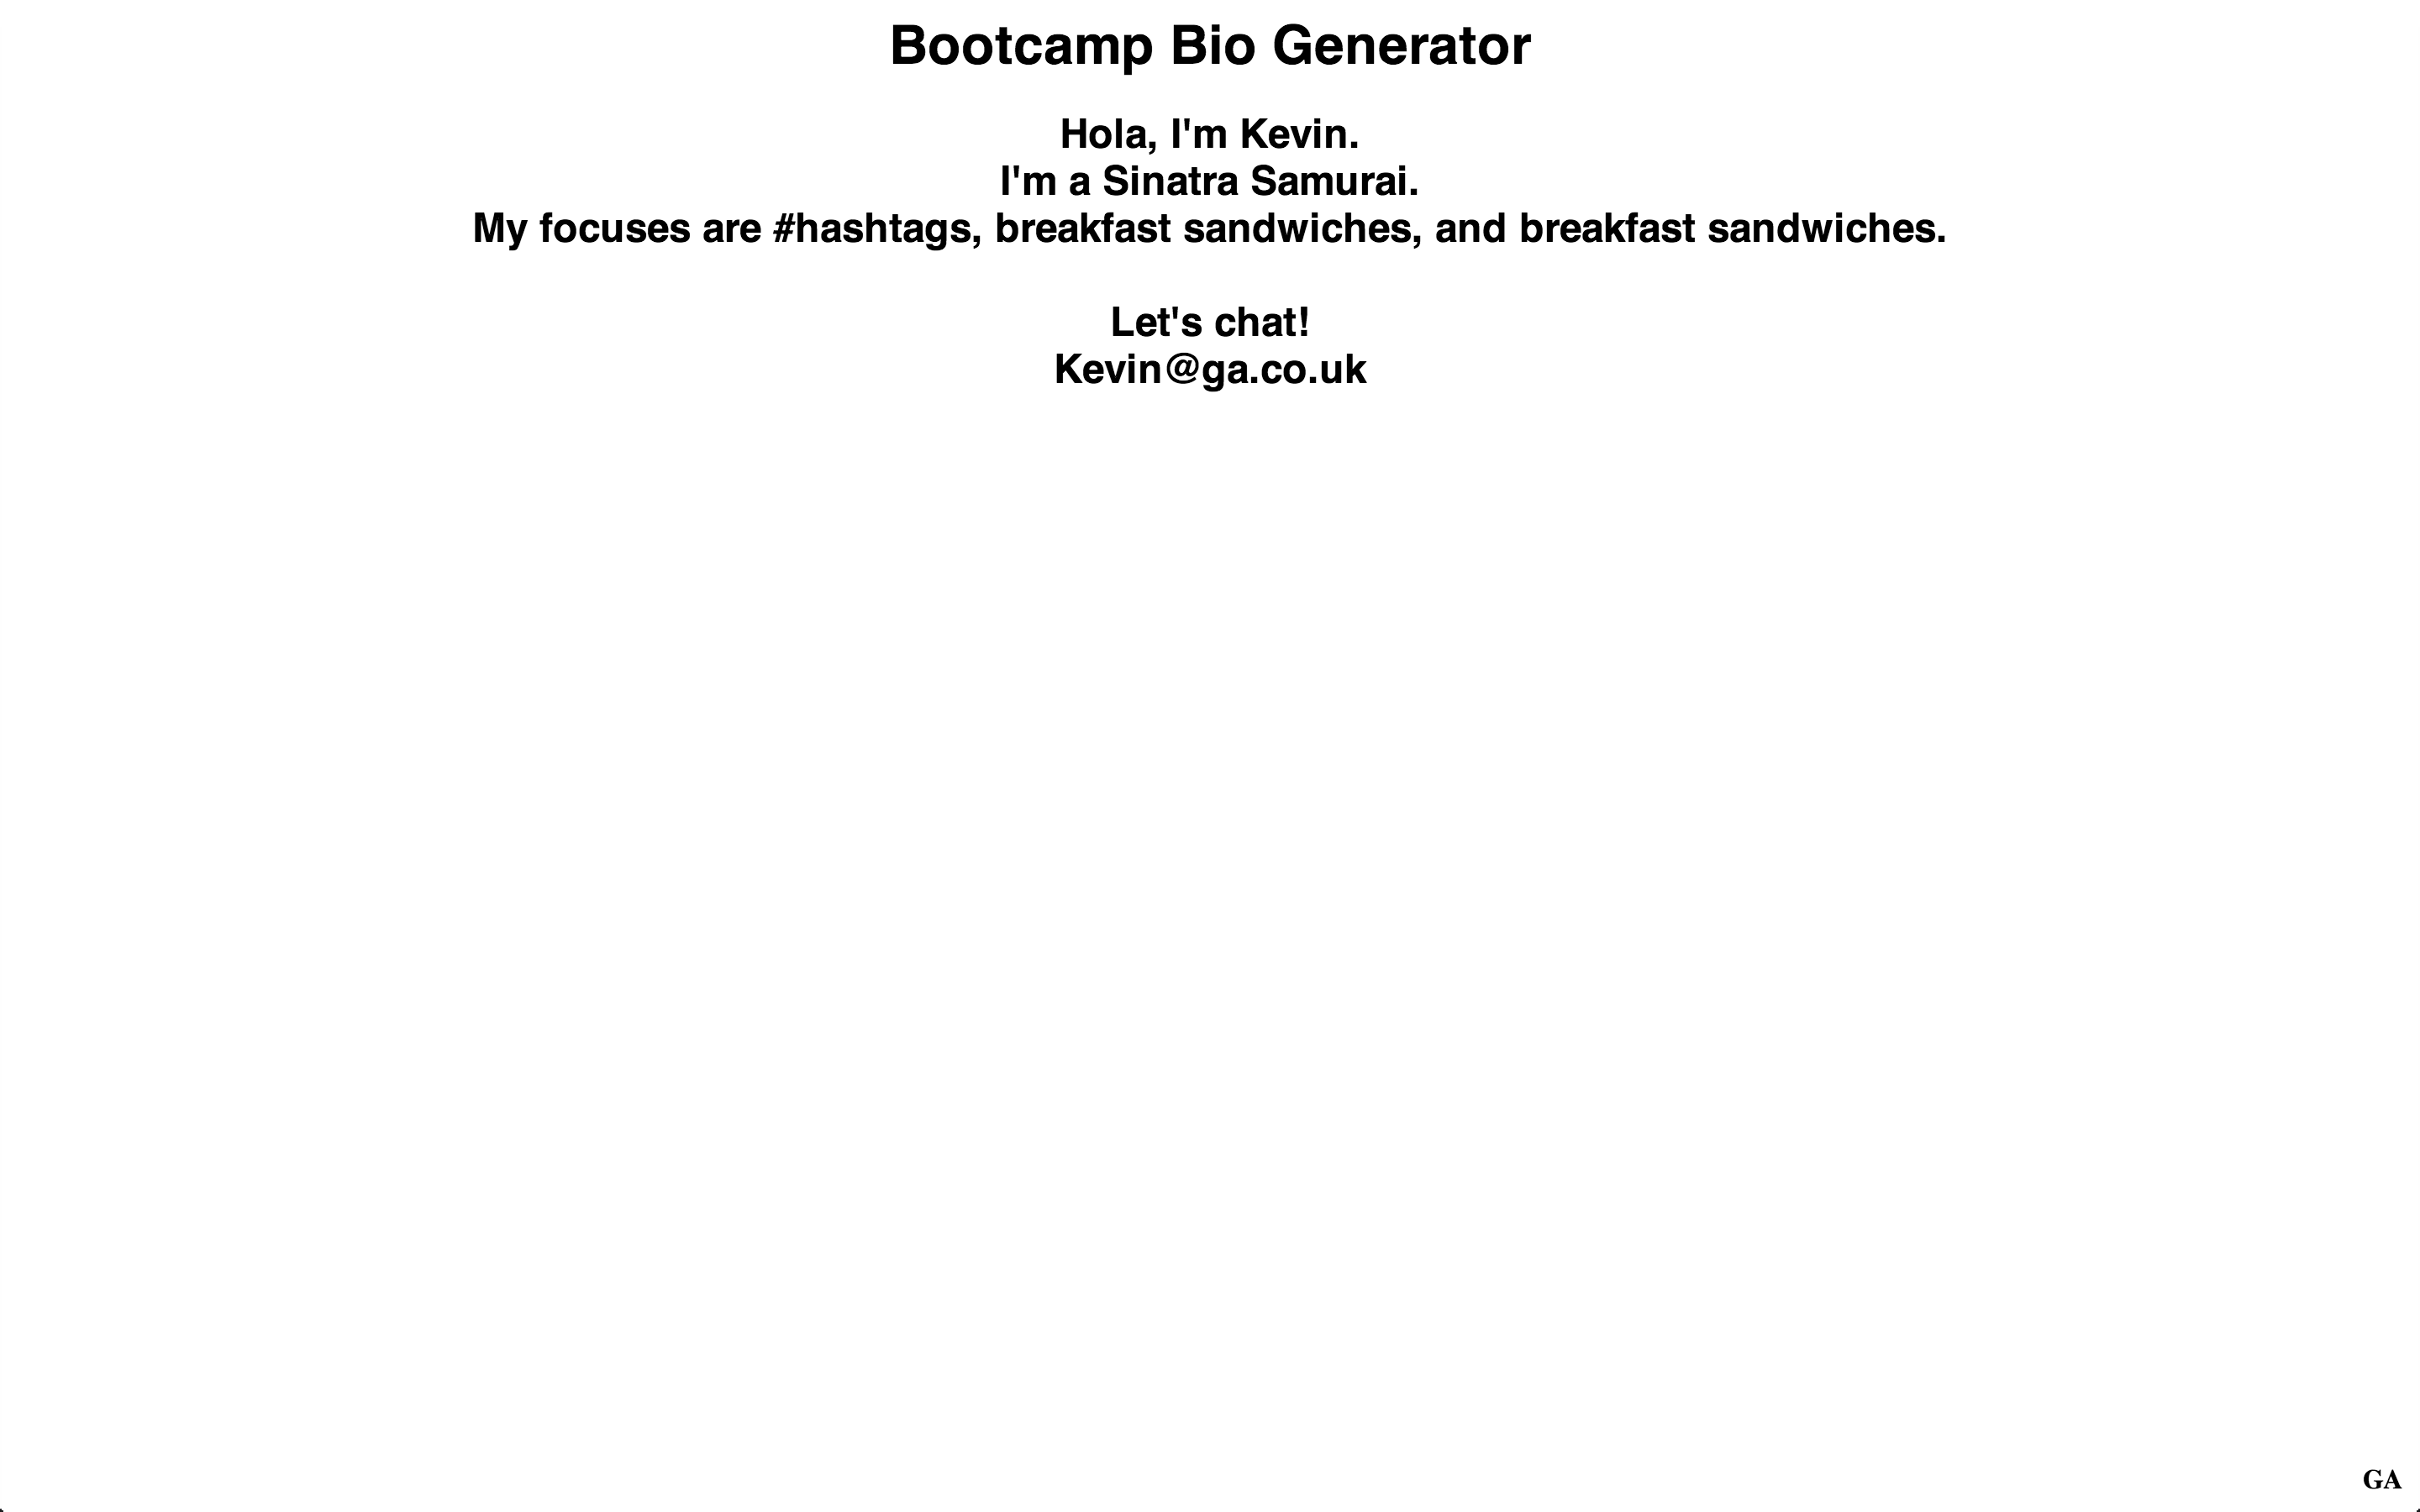 Bootcamp Bio Generator
Hola, I'm Kevin.
I'm a Sinatra Samurai.
My focuses are #hashtags, breakfast sandwiches, and breakfast sandwiches.
Let's chat!
Kevin@ga.co.uk
GA